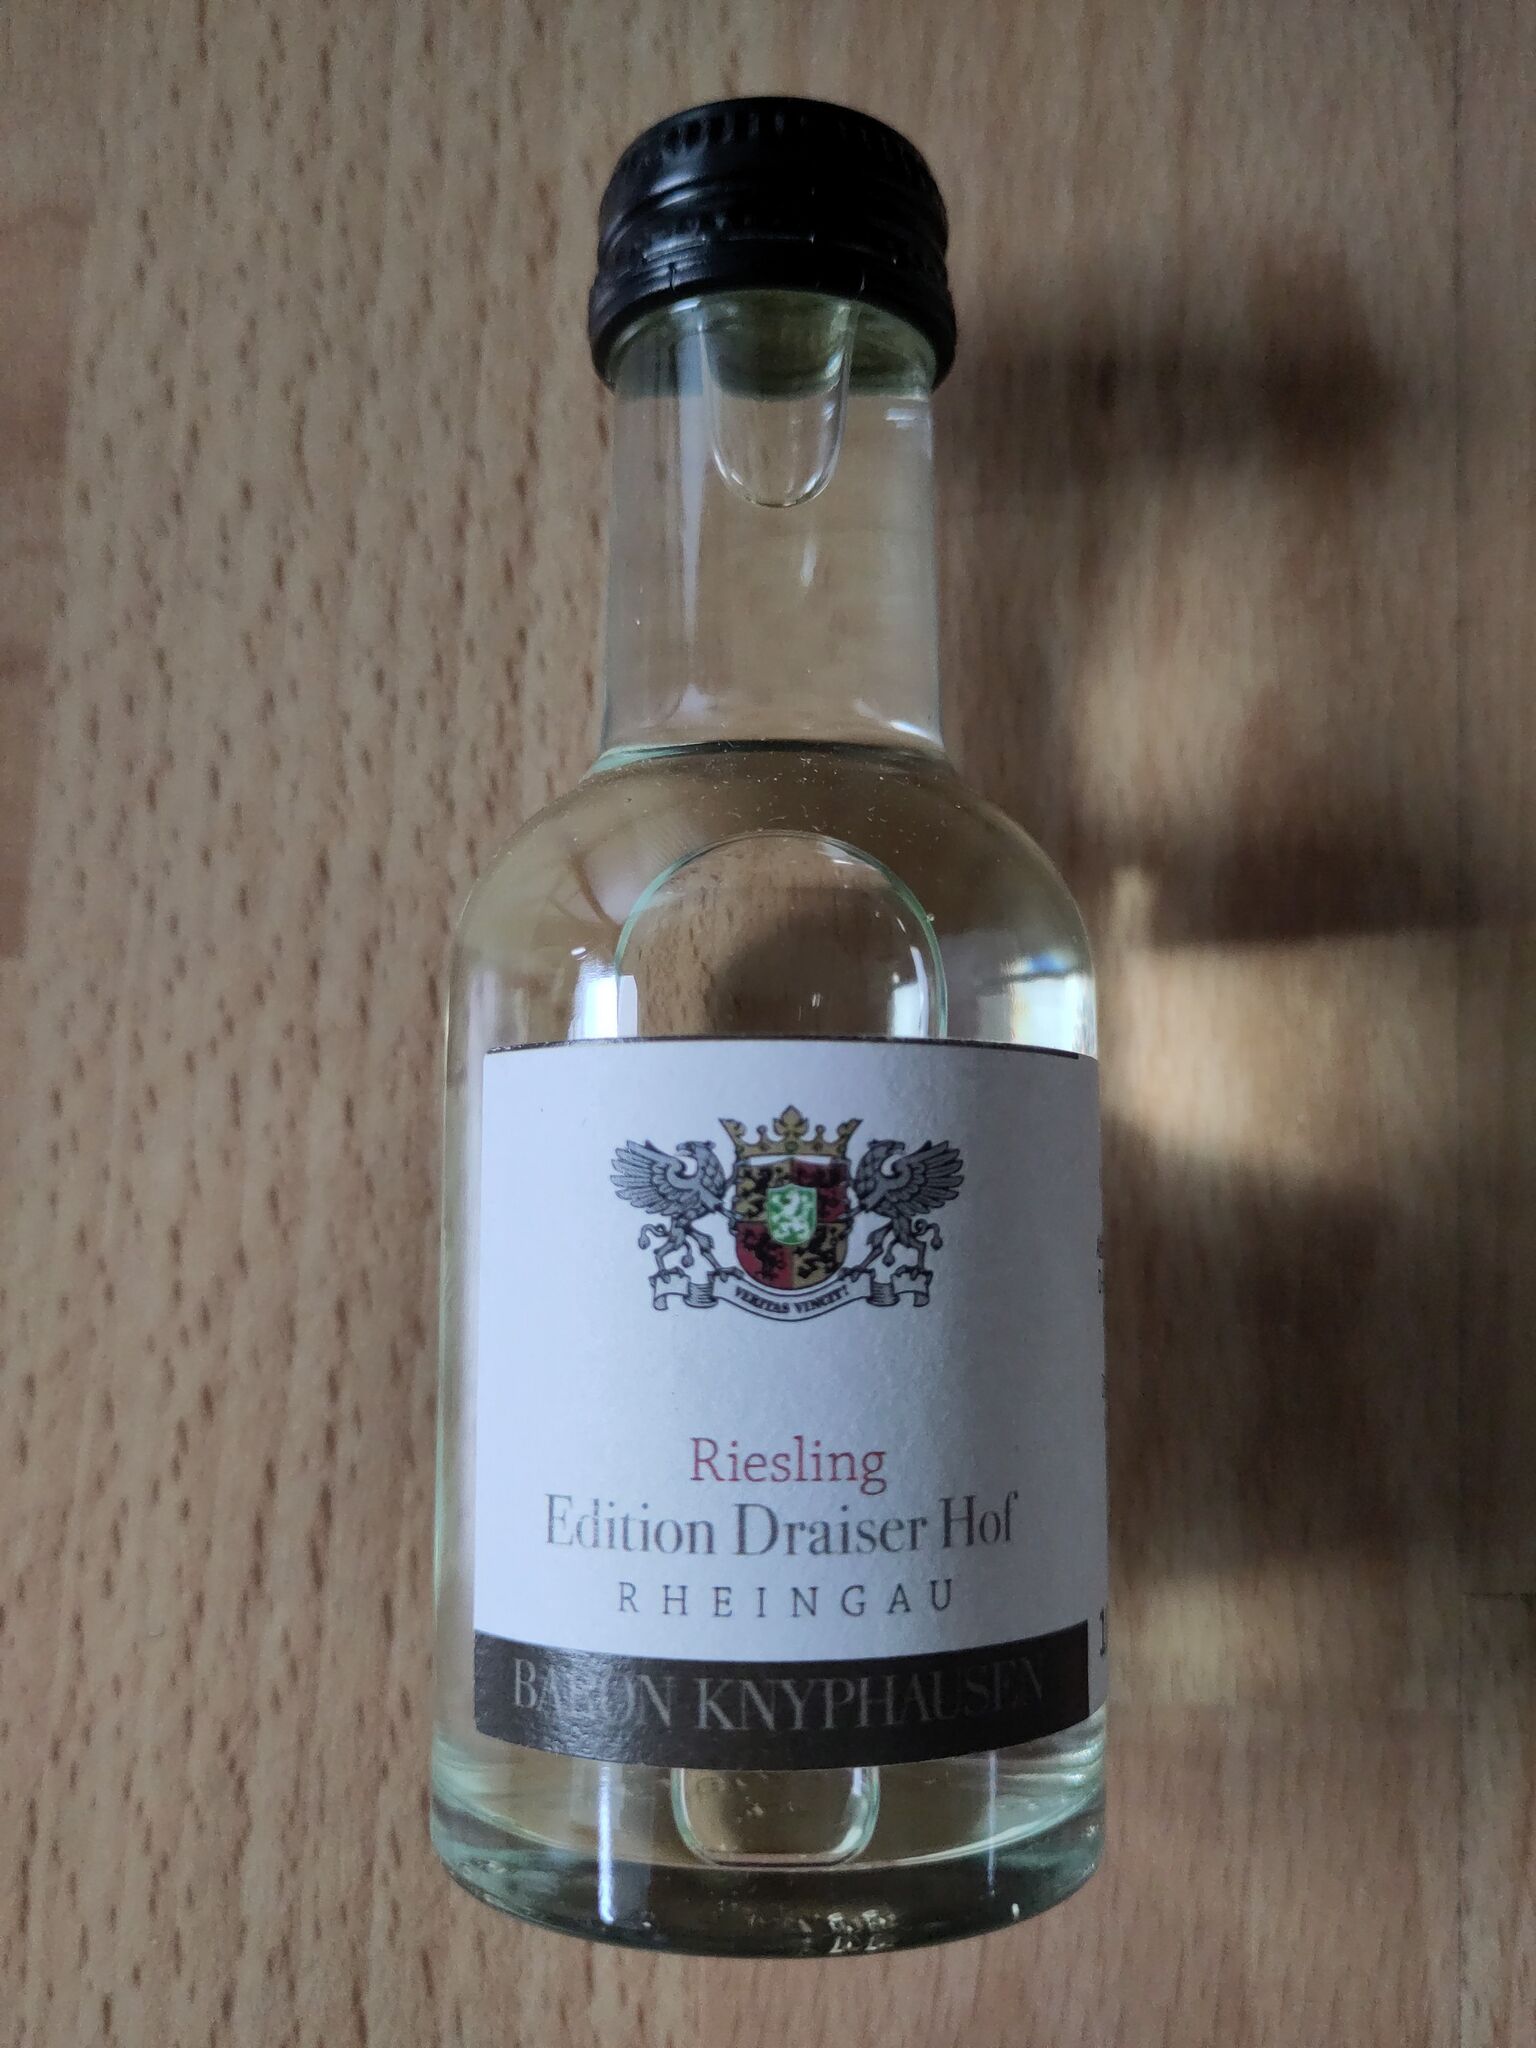 VERITAS VINCIT!
Riesling
Edition Draiser Hof
RHEINGAU
BARON KNYPHAUSEN